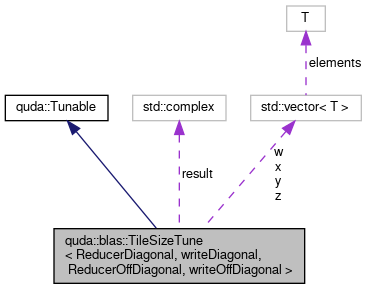 T
elements
quda::Tunable
std::complex
std::vector< T >
result
w
x
y
z
quda::blas::TileSizeTune
< ReducerDiagonal, writeDiagonal,
ReducerOffDiagonal, writeOffDiagonal >